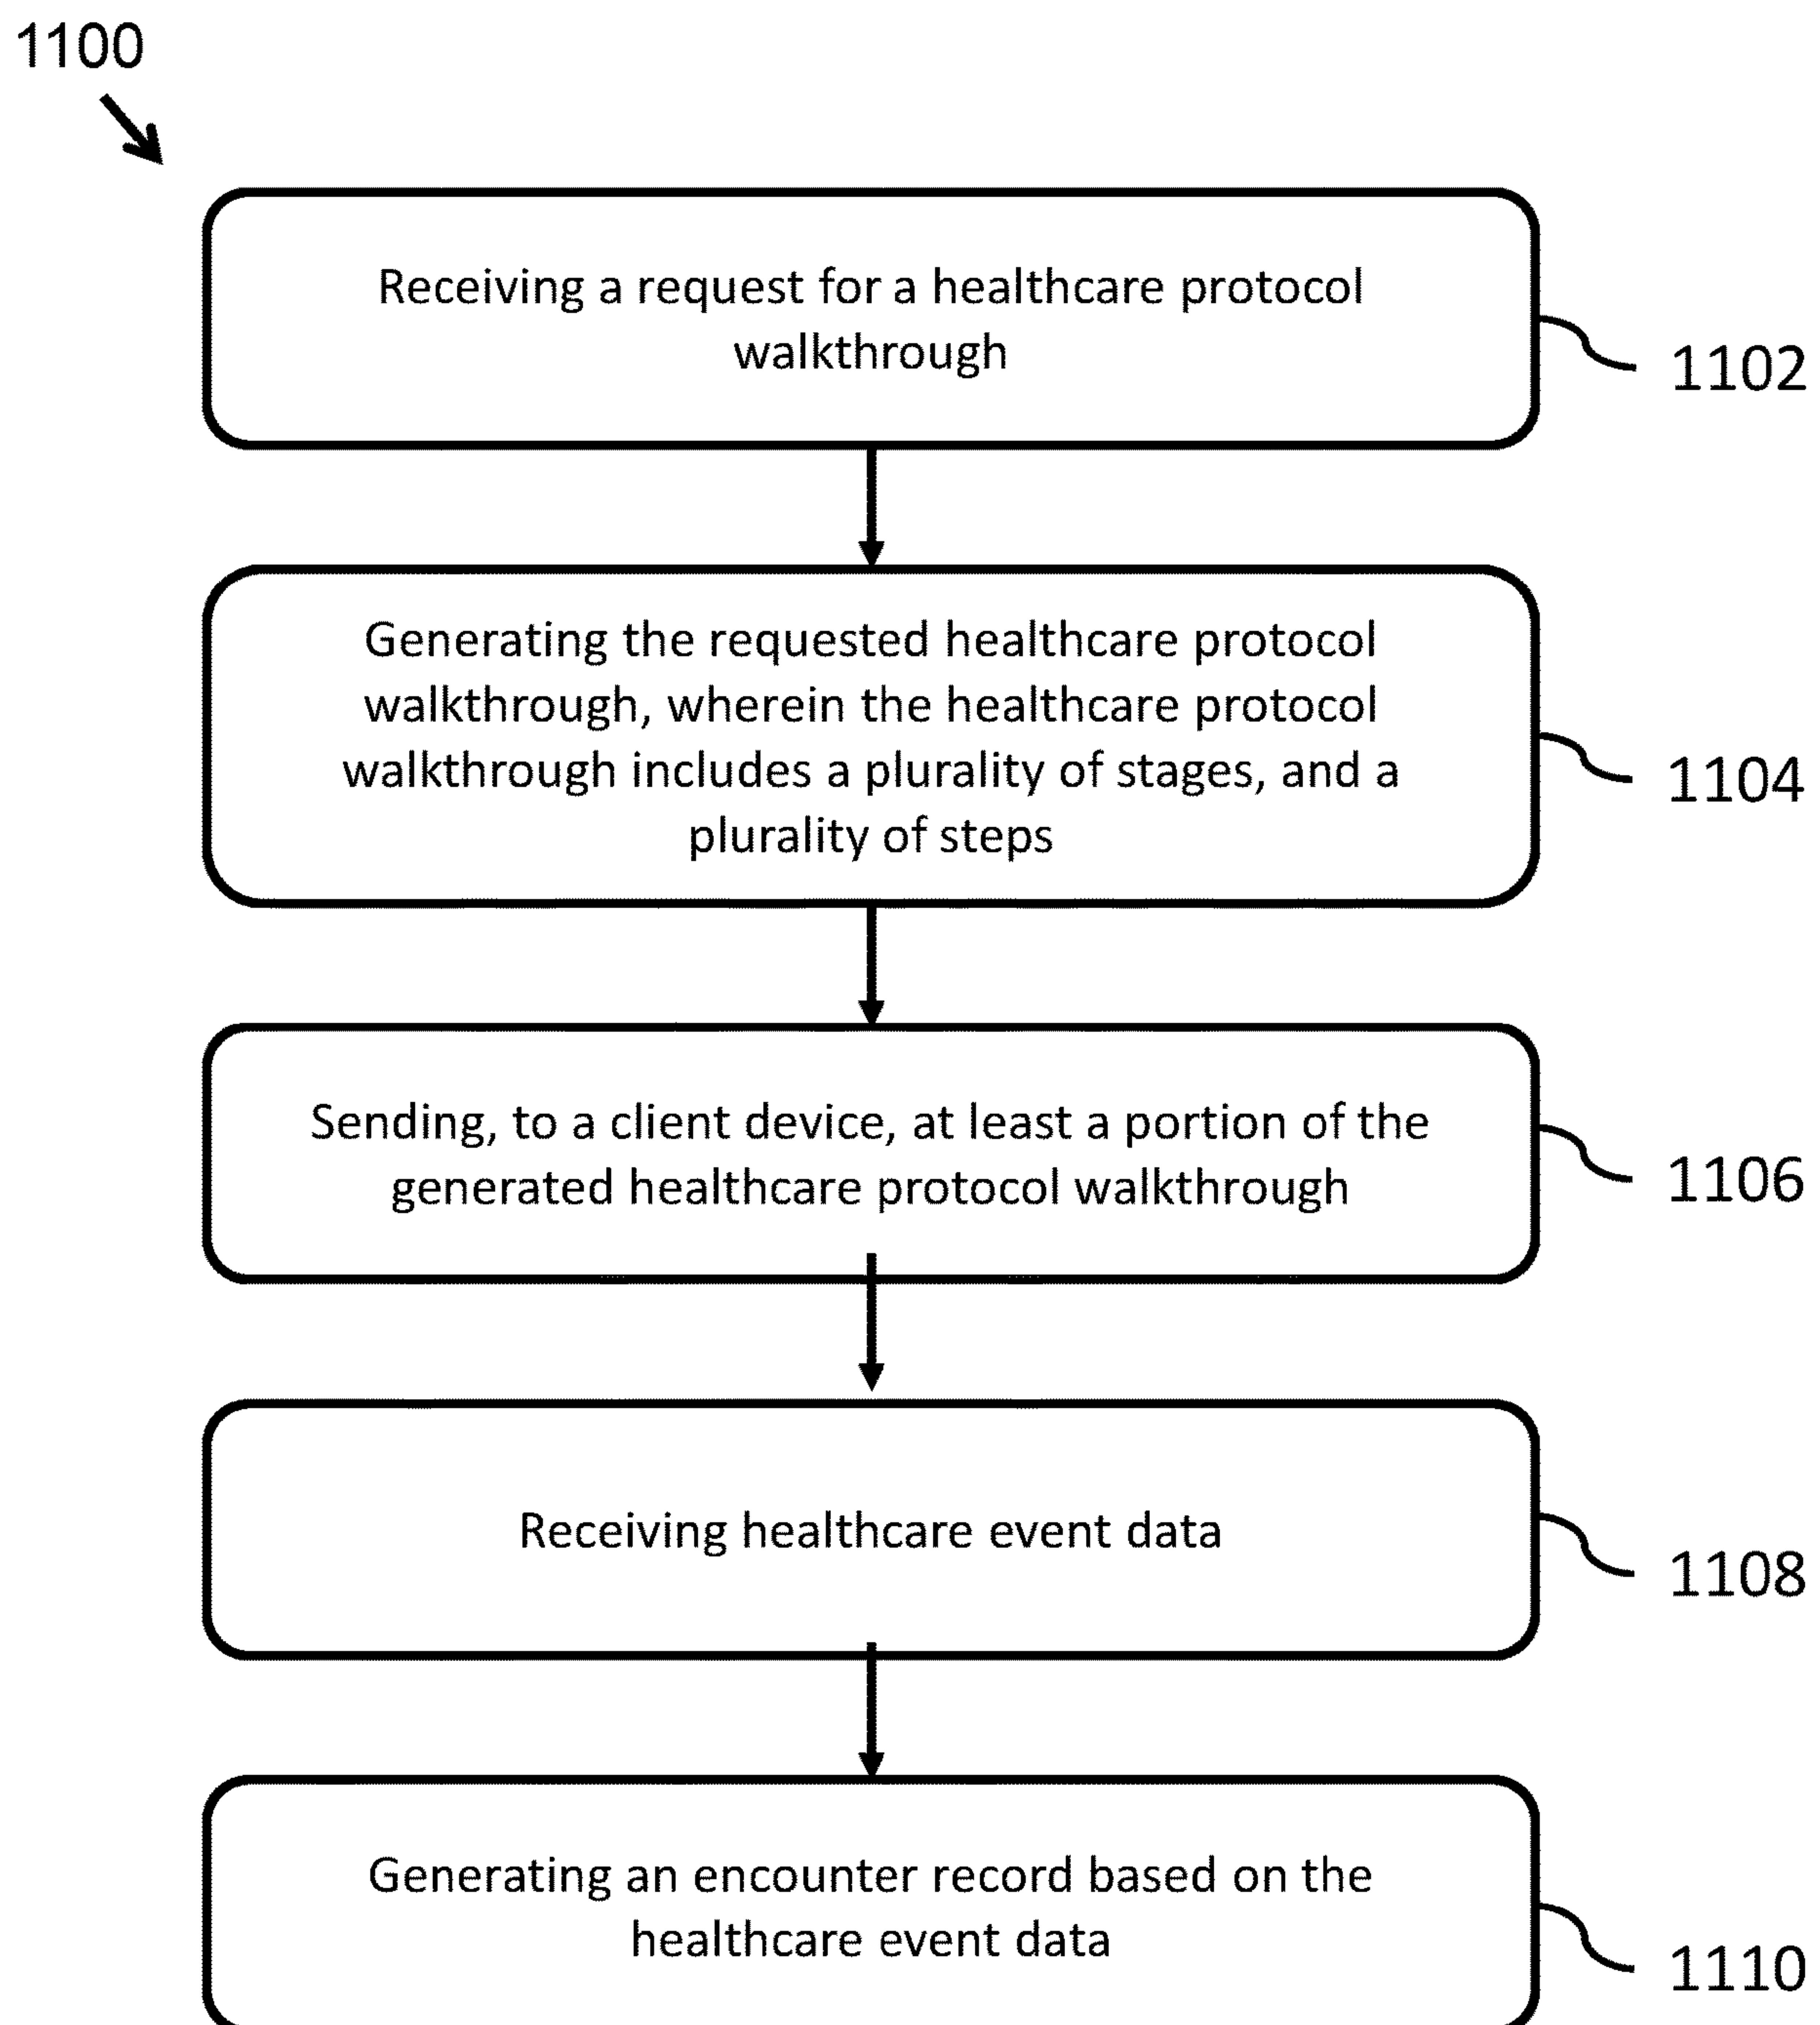 1100
Receiving a request for a healthcare protocol
walkthrough
1102
Generating the requested healthcare protocol
walkthrough, wherein the healthcare protocol
walkthrough includes a plurality of stages, and a
plurality of steps
1104
Sending, to a client device, at least a portion of the
generated healthcare protocol walkthrough
1106
Receiving healthcare event data
1108
Generating an encounter record based on the
healthcare event data
1110